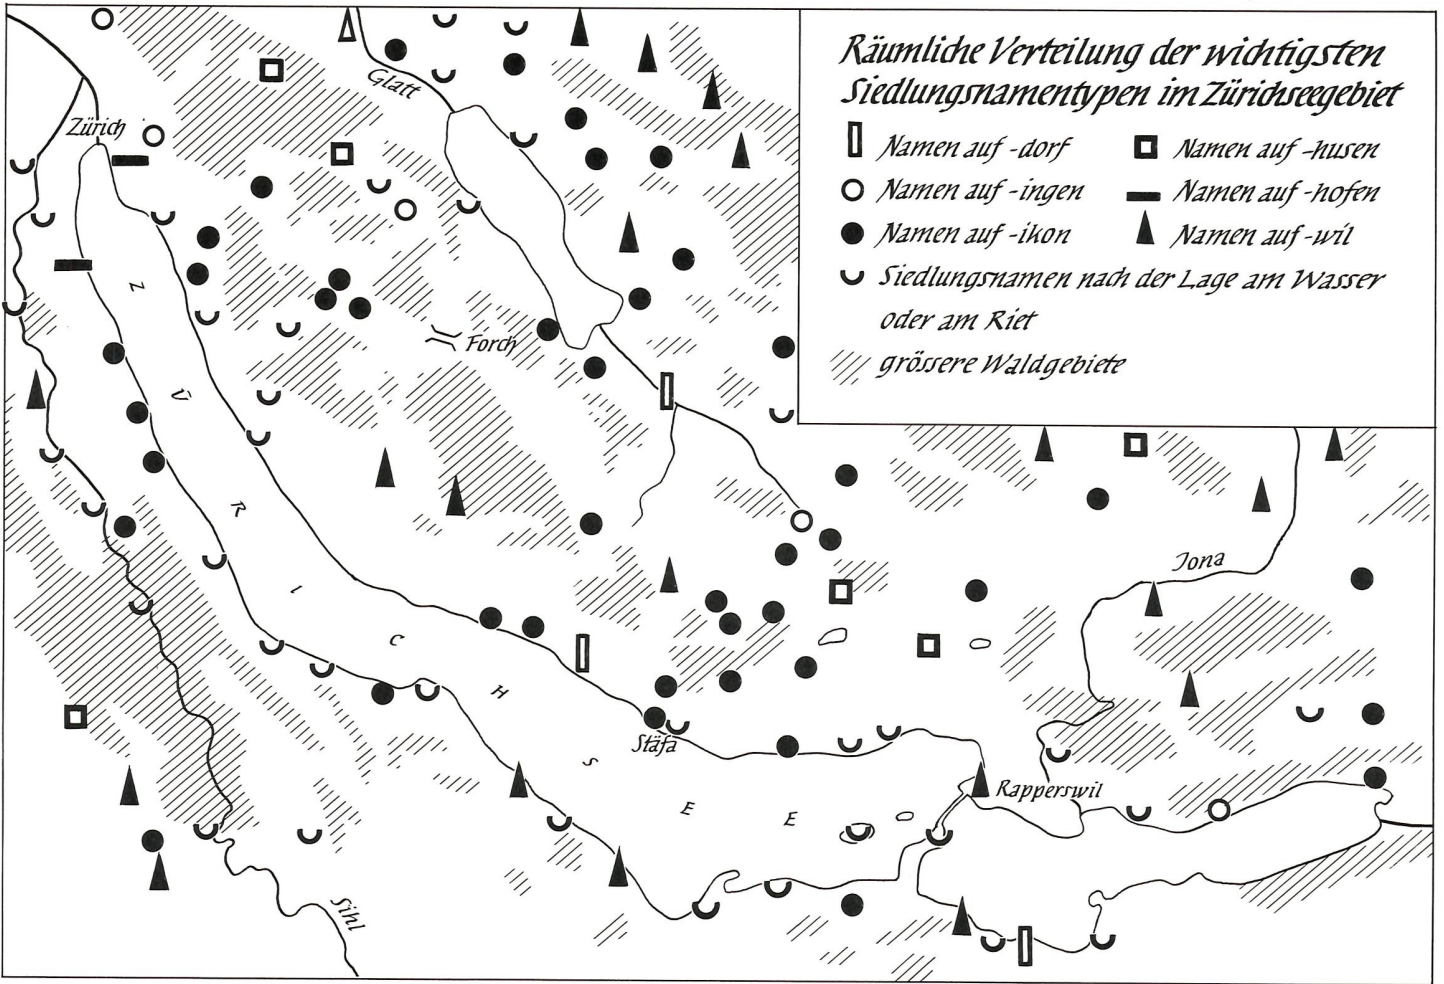 Räumliche Verteilung der wichtigsten
Siedlungsnamentypen im Zürichseegebiet
Namen auf -dorf
Namen auf -husen
Namen auf -ingen
Namen auf -hofen
Namen auf -ikon
Namen auf -wil
Siedlungsnamen nach der Lage am Wasser
oder am Riet
grössere Waldgebiete
Glatt
Zürich
Forch
ZÜRICHSEE
Jona
Stäfa
Rapperswil
Sihl